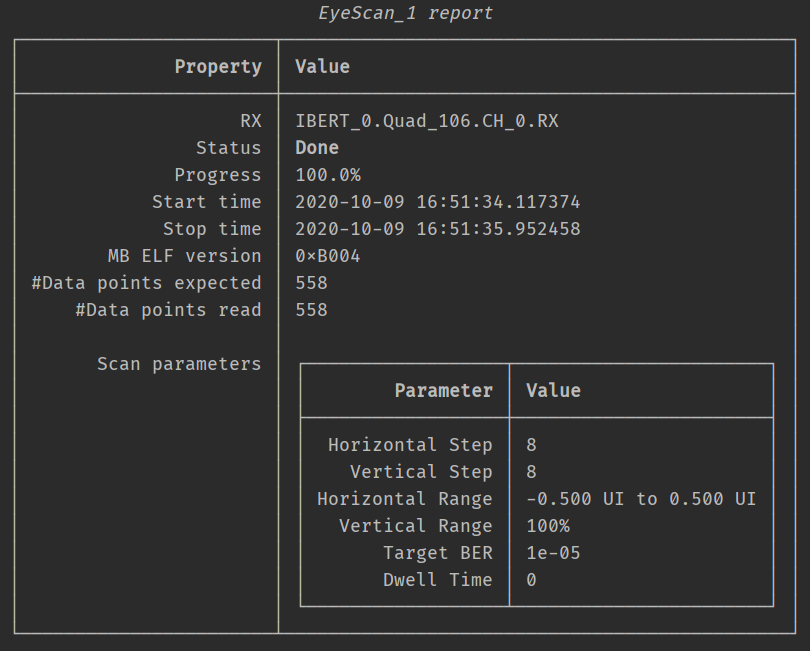 EyeScan_1 report
Property Value
RX IBERT_0.Quad_106.CH_0.RX
Status Done
Progress 100.0%
Start time 2020-10-09 16:51:34.117374
Stop time 2020-10-09 16:51:35.952458
MB ELF version 0×B004
#Data points expected 558
#Data points read 558
Scan parameters
Parameter Value
Horizontal Step 8
Vertical Step 8
Horizontal Range -0.500 UI to 0.500 UI
Vertical Range 100%
Target BER 1e-05
Dwell Time 0